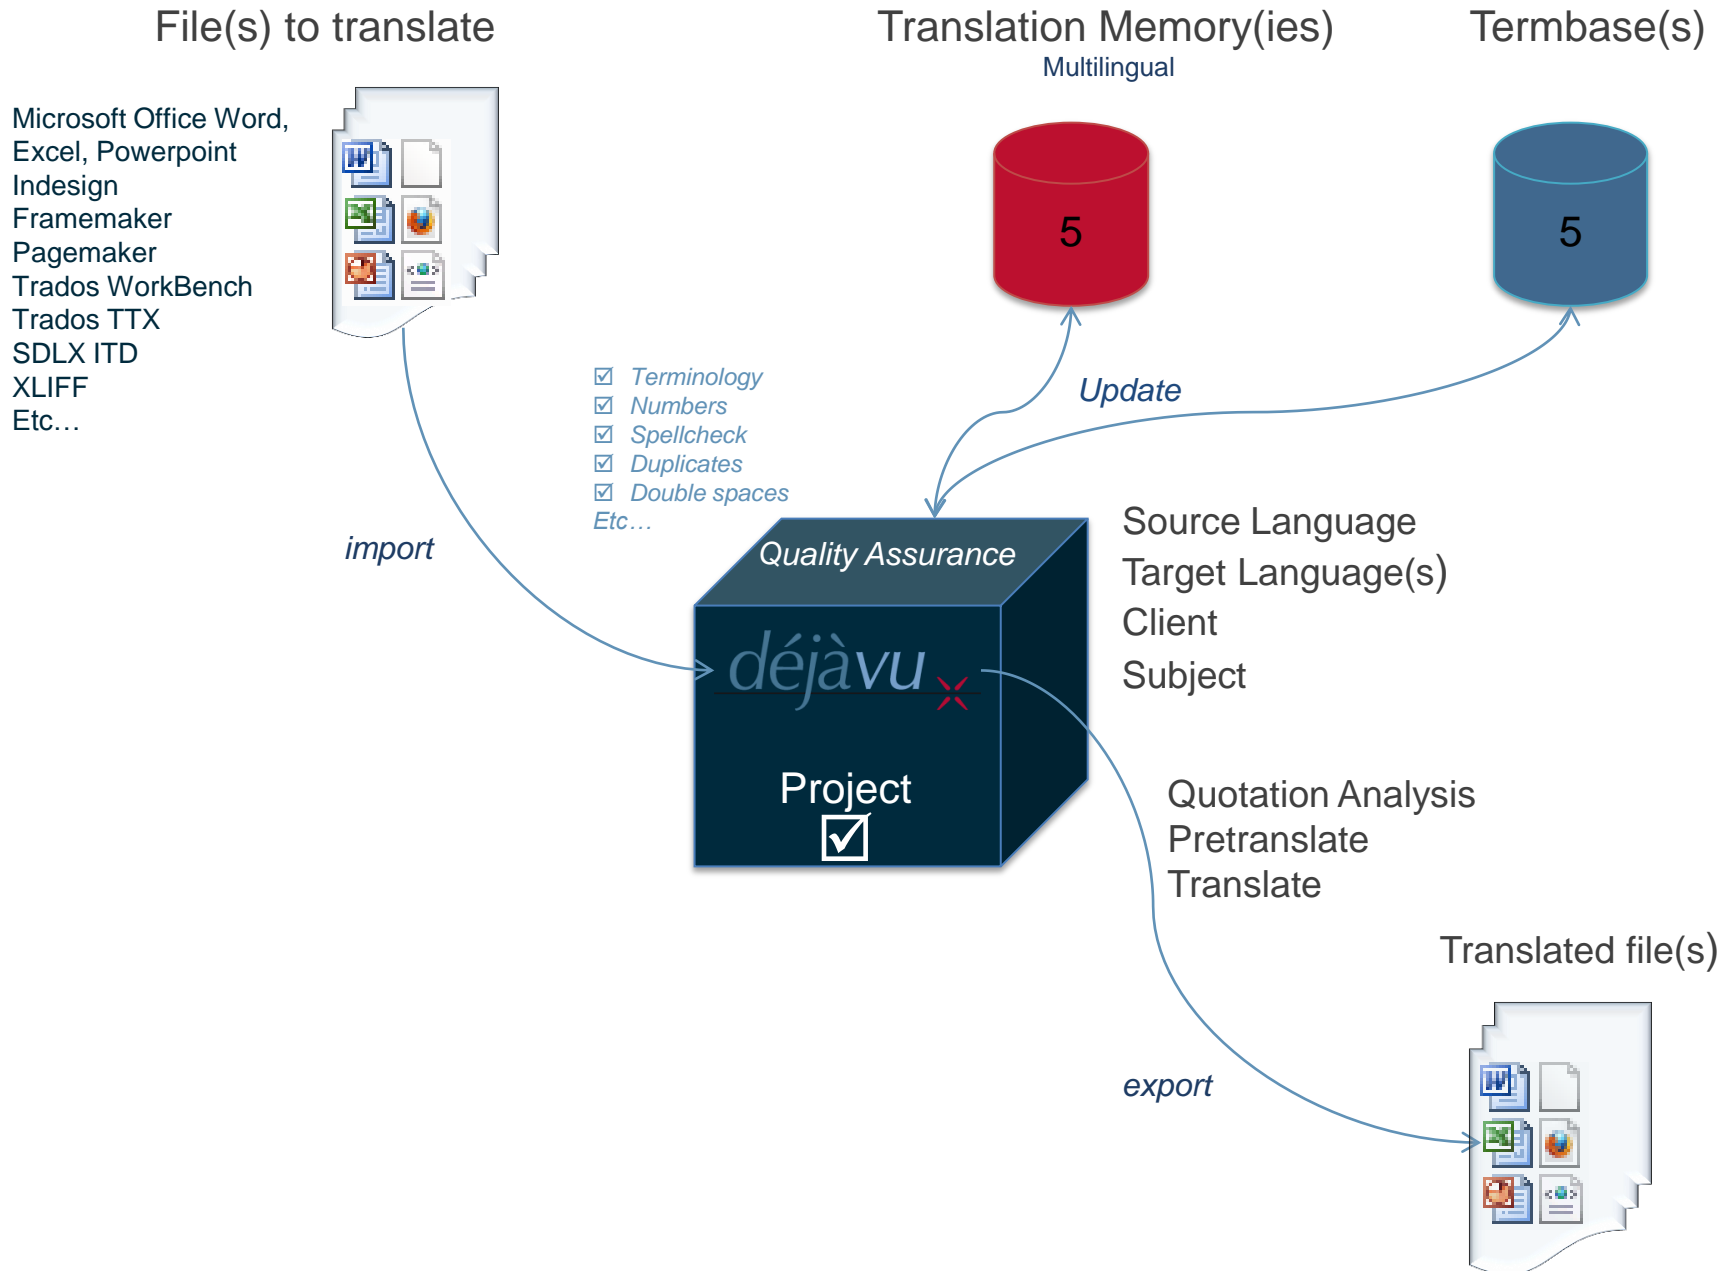 File(s) to translate
Microsoft Office Word,
Excel, Powerpoint
Indesign
Framemaker
Pagemaker
Trados WorkBench
Trados TTX
SDLX ITD
XLIFF
Etc…
Translation Memory(ies)
Multilingual
5
Termbase(s)
5
Update
Terminology
Numbers
Spellcheck
Duplicates
Double spaces
Etc…
import
Quality Assurance
déjàvu
Project
Source Language
Target Language(s)
Client
Subject
Quotation Analysis
Pretranslate
Translate
export
Translated file(s)